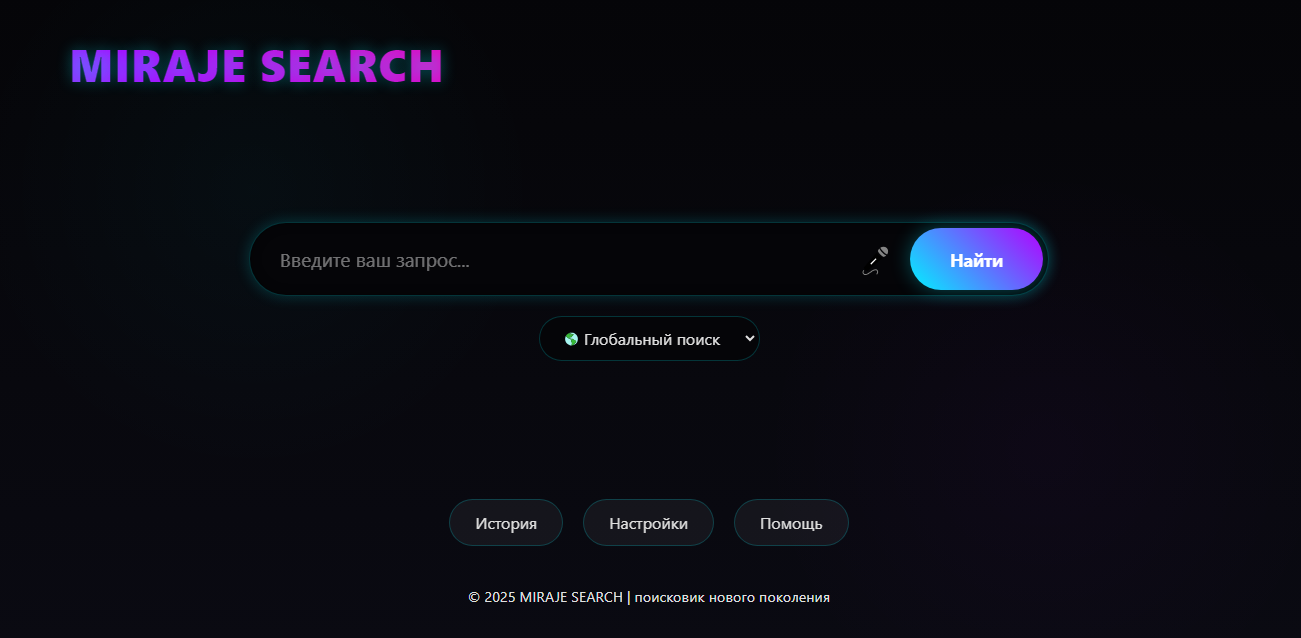 MIRAJE SEARCH
Введите ваш запрос...
Найти
Глобальный поиск
История
Настройки
Помощь
© 2025 MIRAJE SEARCH | поисковик нового поколения